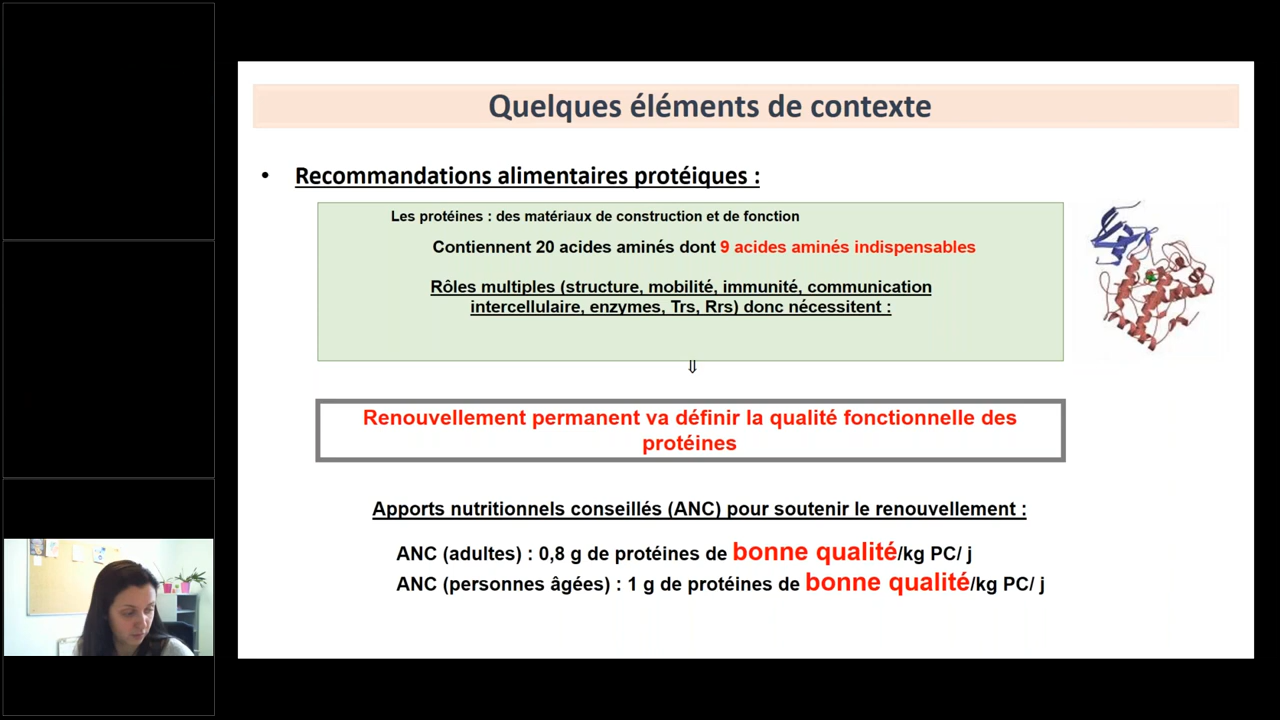 Quelques éléments de contexte
• Recommandations alimentaires protéiques :
Les protéines : des matériaux de construction et de fonction
Contiennent 20 acides aminés dont 9 acides aminés indispensables
Rôles multiples (structure, mobilité, immunité, communication
intercellulaire, enzymes, Trs, Rrs) donc nécessitent :
⇓
Renouvellement permanent va définir la qualité fonctionnelle des
protéines
Apports nutritionnels conseillés (ANC) pour soutenir le renouvellement :
ANC (adultes) : 0,8 g de protéines de bonne qualité/kg PC/ j
ANC (personnes âgées) : 1 g de protéines de bonne qualité/kg PC/ j